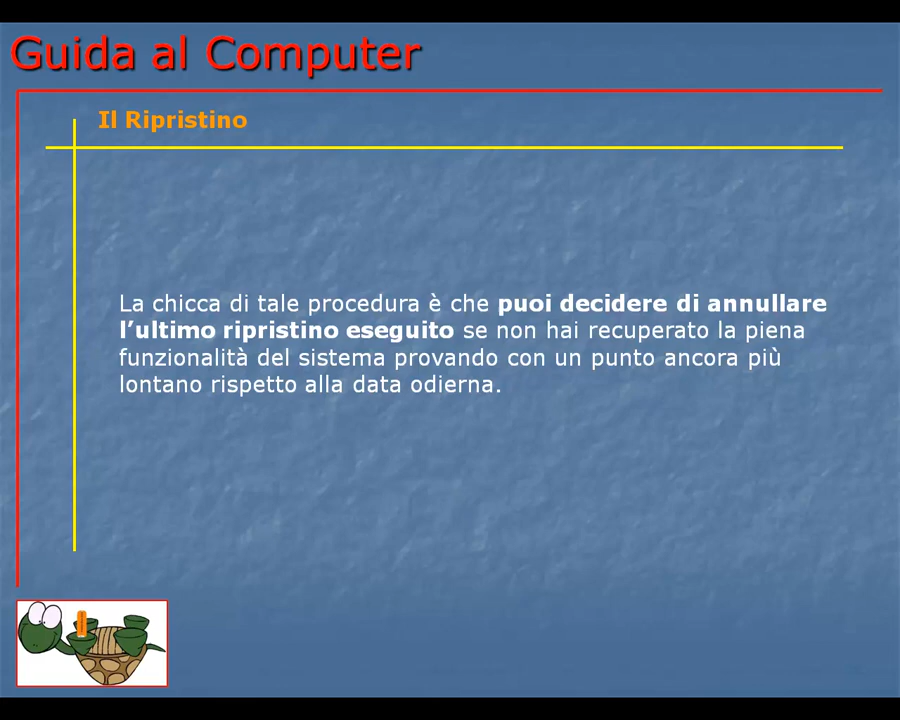 Guida al Computer
Il Ripristino
La chicca di tale procedura è che puoi decidere di annullare
l’ultimo ripristino eseguito se non hai recuperato la piena
funzionalità del sistema provando con un punto ancora più
lontano rispetto alla data odierna.